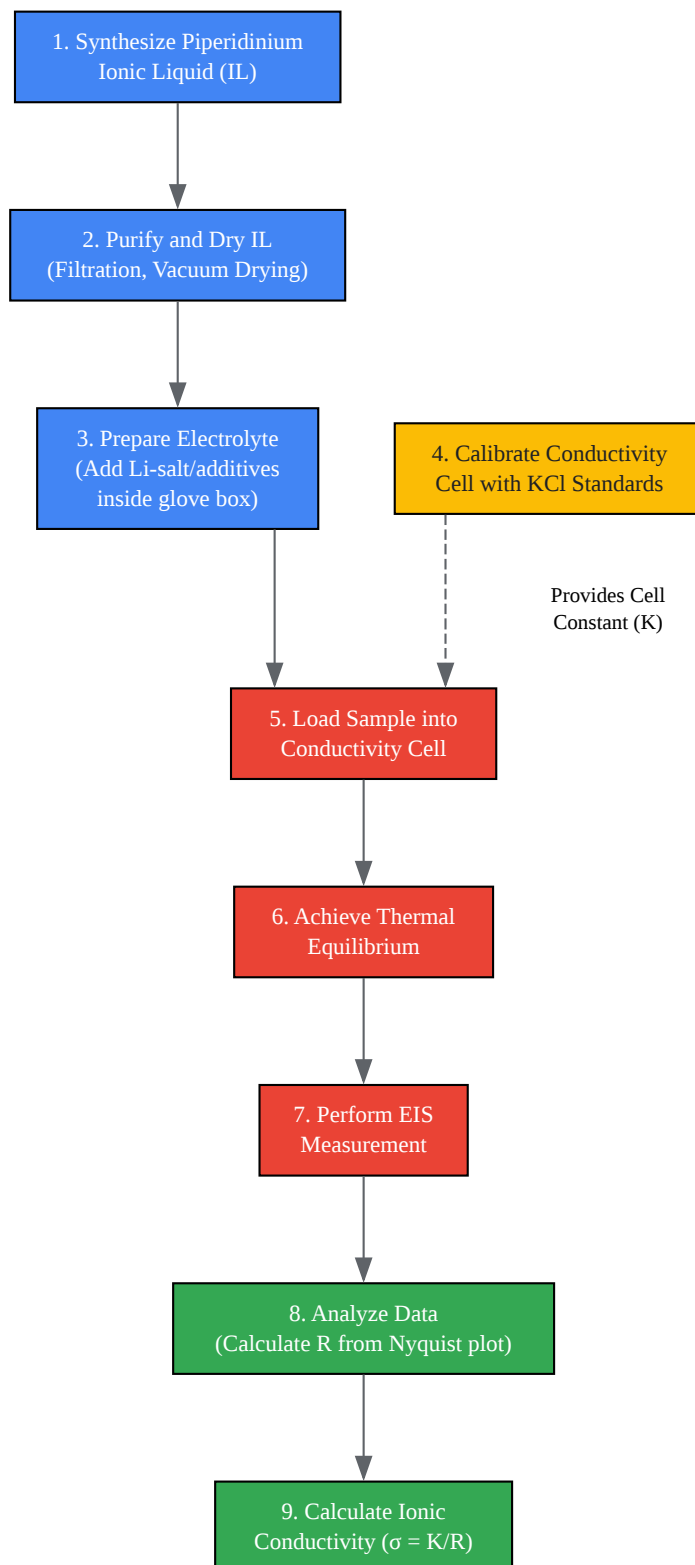 1. Synthesize Piperidinium
Ionic Liquid (IL)
2. Purify and Dry IL
(Filtration, Vacuum Drying)
3. Prepare Electrolyte
(Add Li-salt/additives
inside glove box)
4. Calibrate Conductivity
Cell with KCl Standards
Provides Cell
Constant (K)
5. Load Sample into
Conductivity Cell
6. Achieve Thermal
Equilibrium
7. Perform EIS
Measurement
8. Analyze Data
(Calculate R from Nyquist plot)
9. Calculate Ionic
Conductivity (σ = K/R)